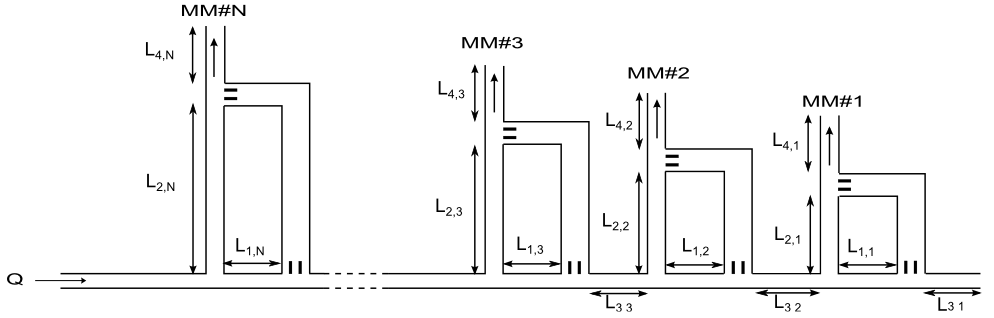 MM#N
MM#3
MM#2
MM#1
L4,N
L4,3
L4,2
L4,1
L2,N
L2,3
L2,2
L2,1
L1,N
L1,3
L1,2
L1,1
Q
L3 3
L3 2
L3 1